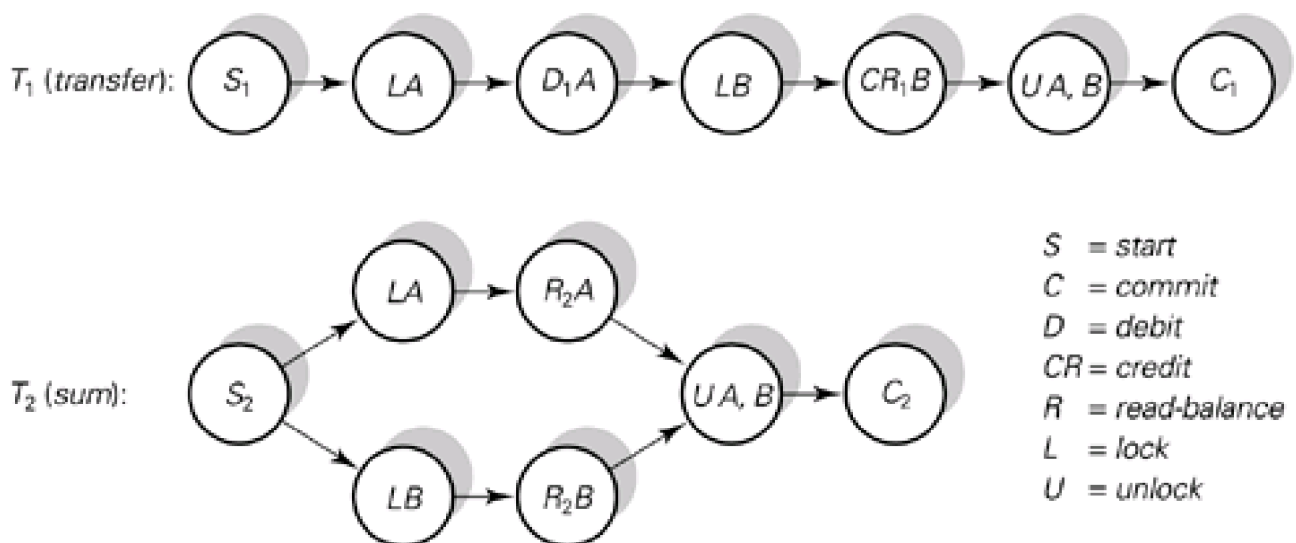 T₁ (transfer): S₁ LA D₁A LB CR₁B U A, B C₁
LA R₂A
T₂ (sum): S₂ U A, B C₂
LB R₂B
S = start
C = commit
D = debit
CR = credit
R = read-balance
L = lock
U = unlock